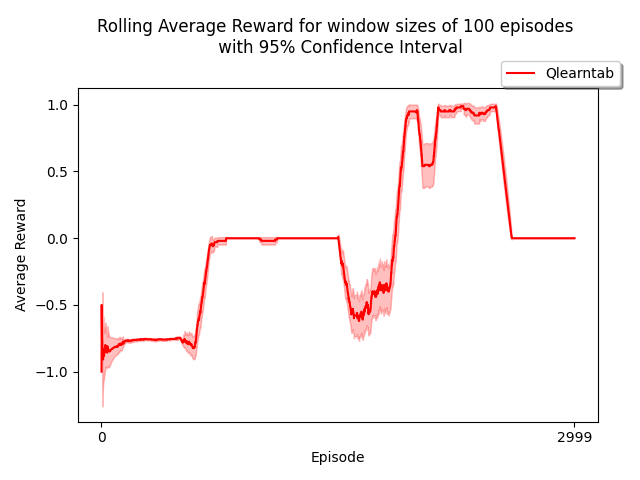 Rolling Average Reward for window sizes of 100 episodes
with 95% Confidence Interval
Qlearntab
1.0
0.5
0.0
−0.5
−1.0
Average Reward
0
2999
Episode